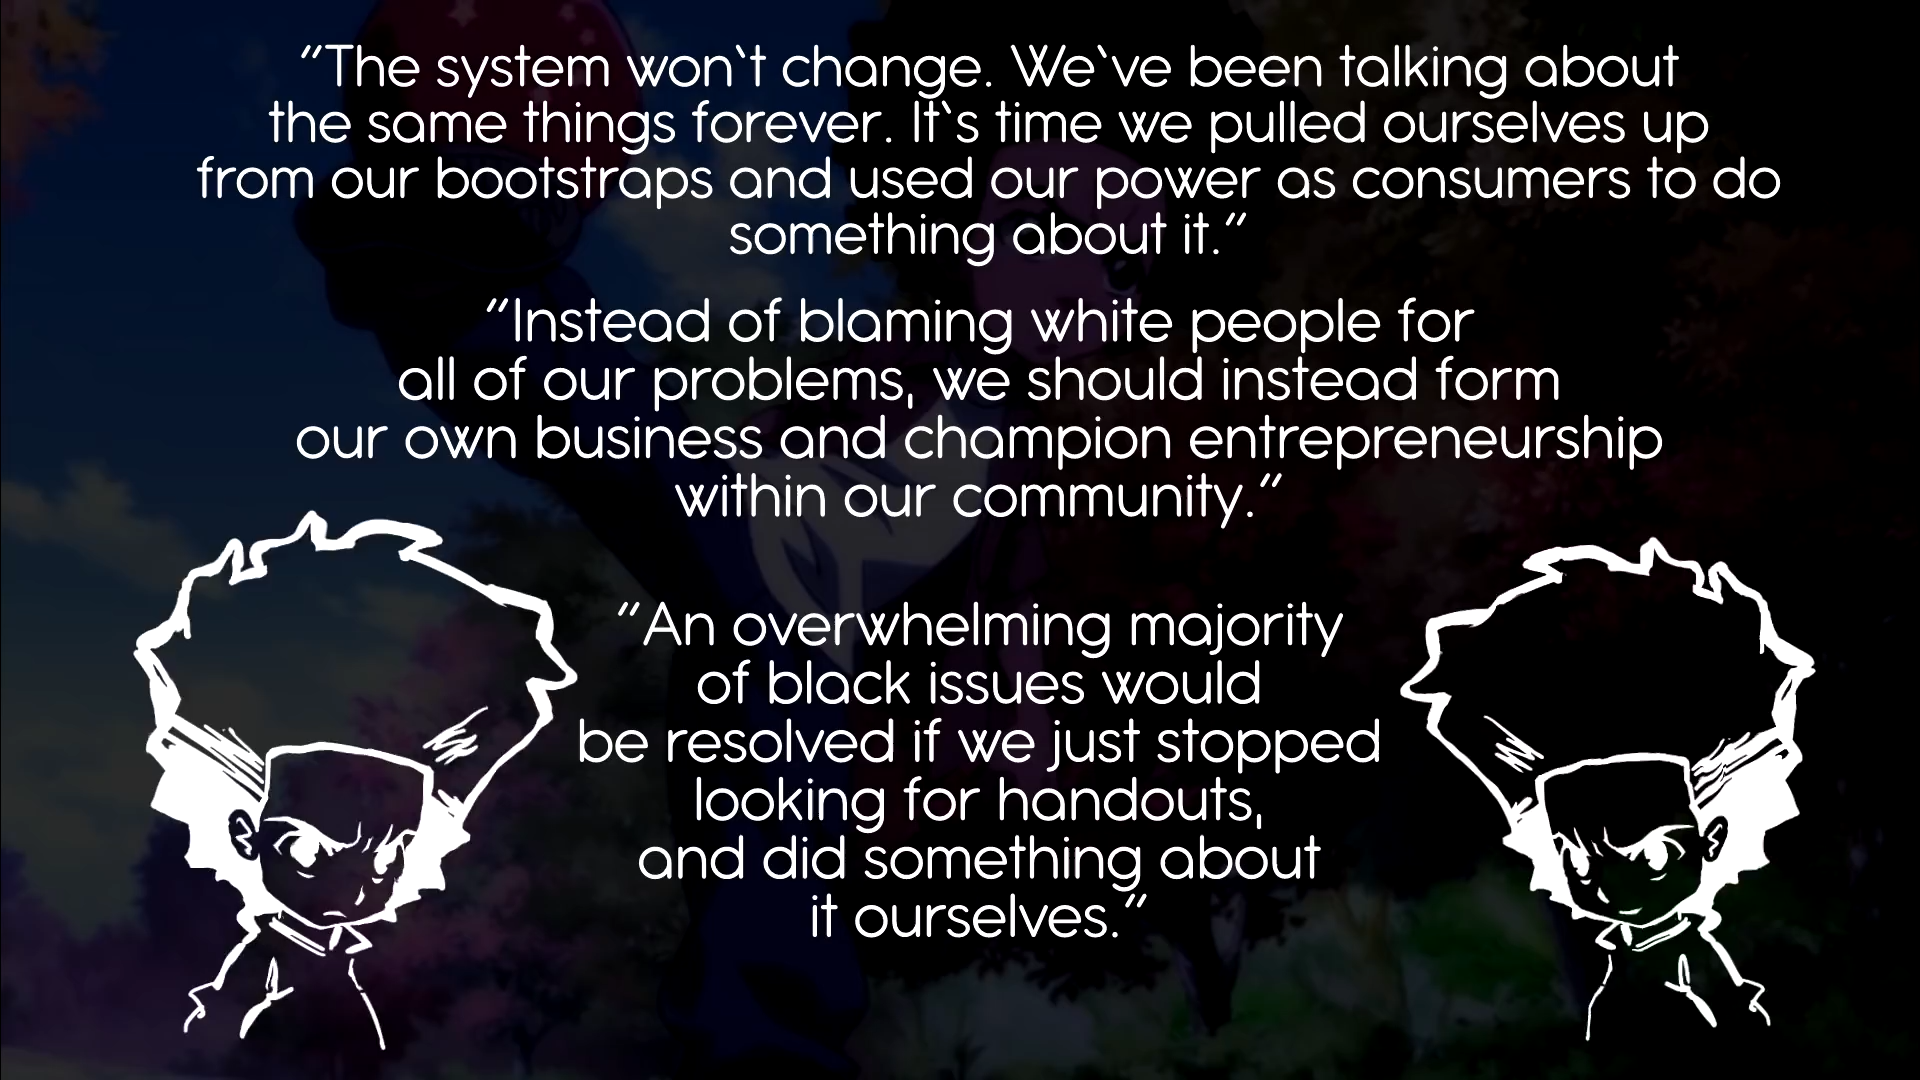 "The system won`t change. We`ve been talking about
the same things forever. It`s time we pulled ourselves up
from our bootstraps and used our power as consumers to do
something about it."
"Instead of blaming white people for
all of our problems, we should instead form
our own business and champion entrepreneurship
within our community."
"An overwhelming majority
of black issues would
be resolved if we just stopped
looking for handouts,
and did something about
it ourselves."